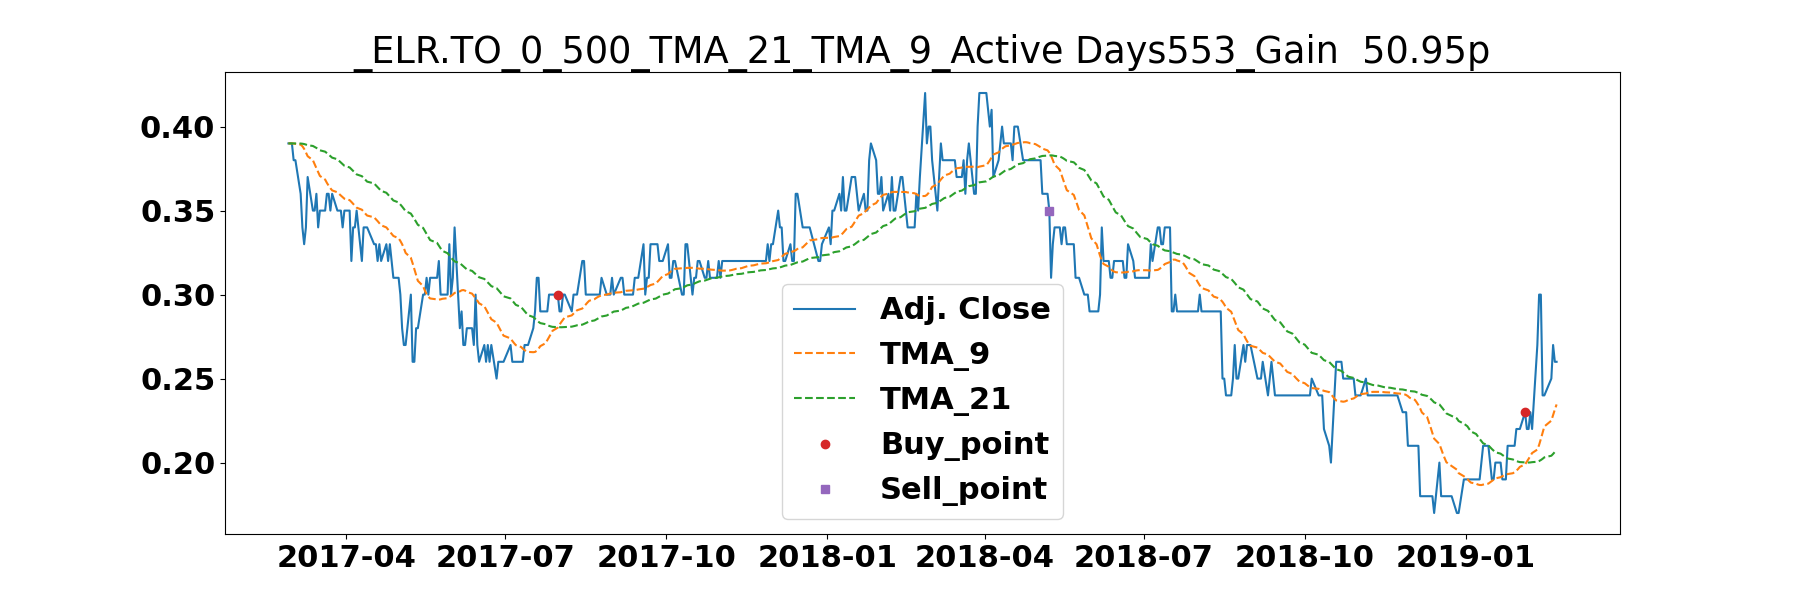 _ELR.TO_0_500_TMA_21_TMA_9_Active Days553_Gain  50.95p
0.40
0.35
0.30
0.25
0.20
Adj. Close
TMA_9
TMA_21
Buy_point
Sell_point
2017-04 2017-07 2017-10 2018-01 2018-04 2018-07 2018-10 2019-01